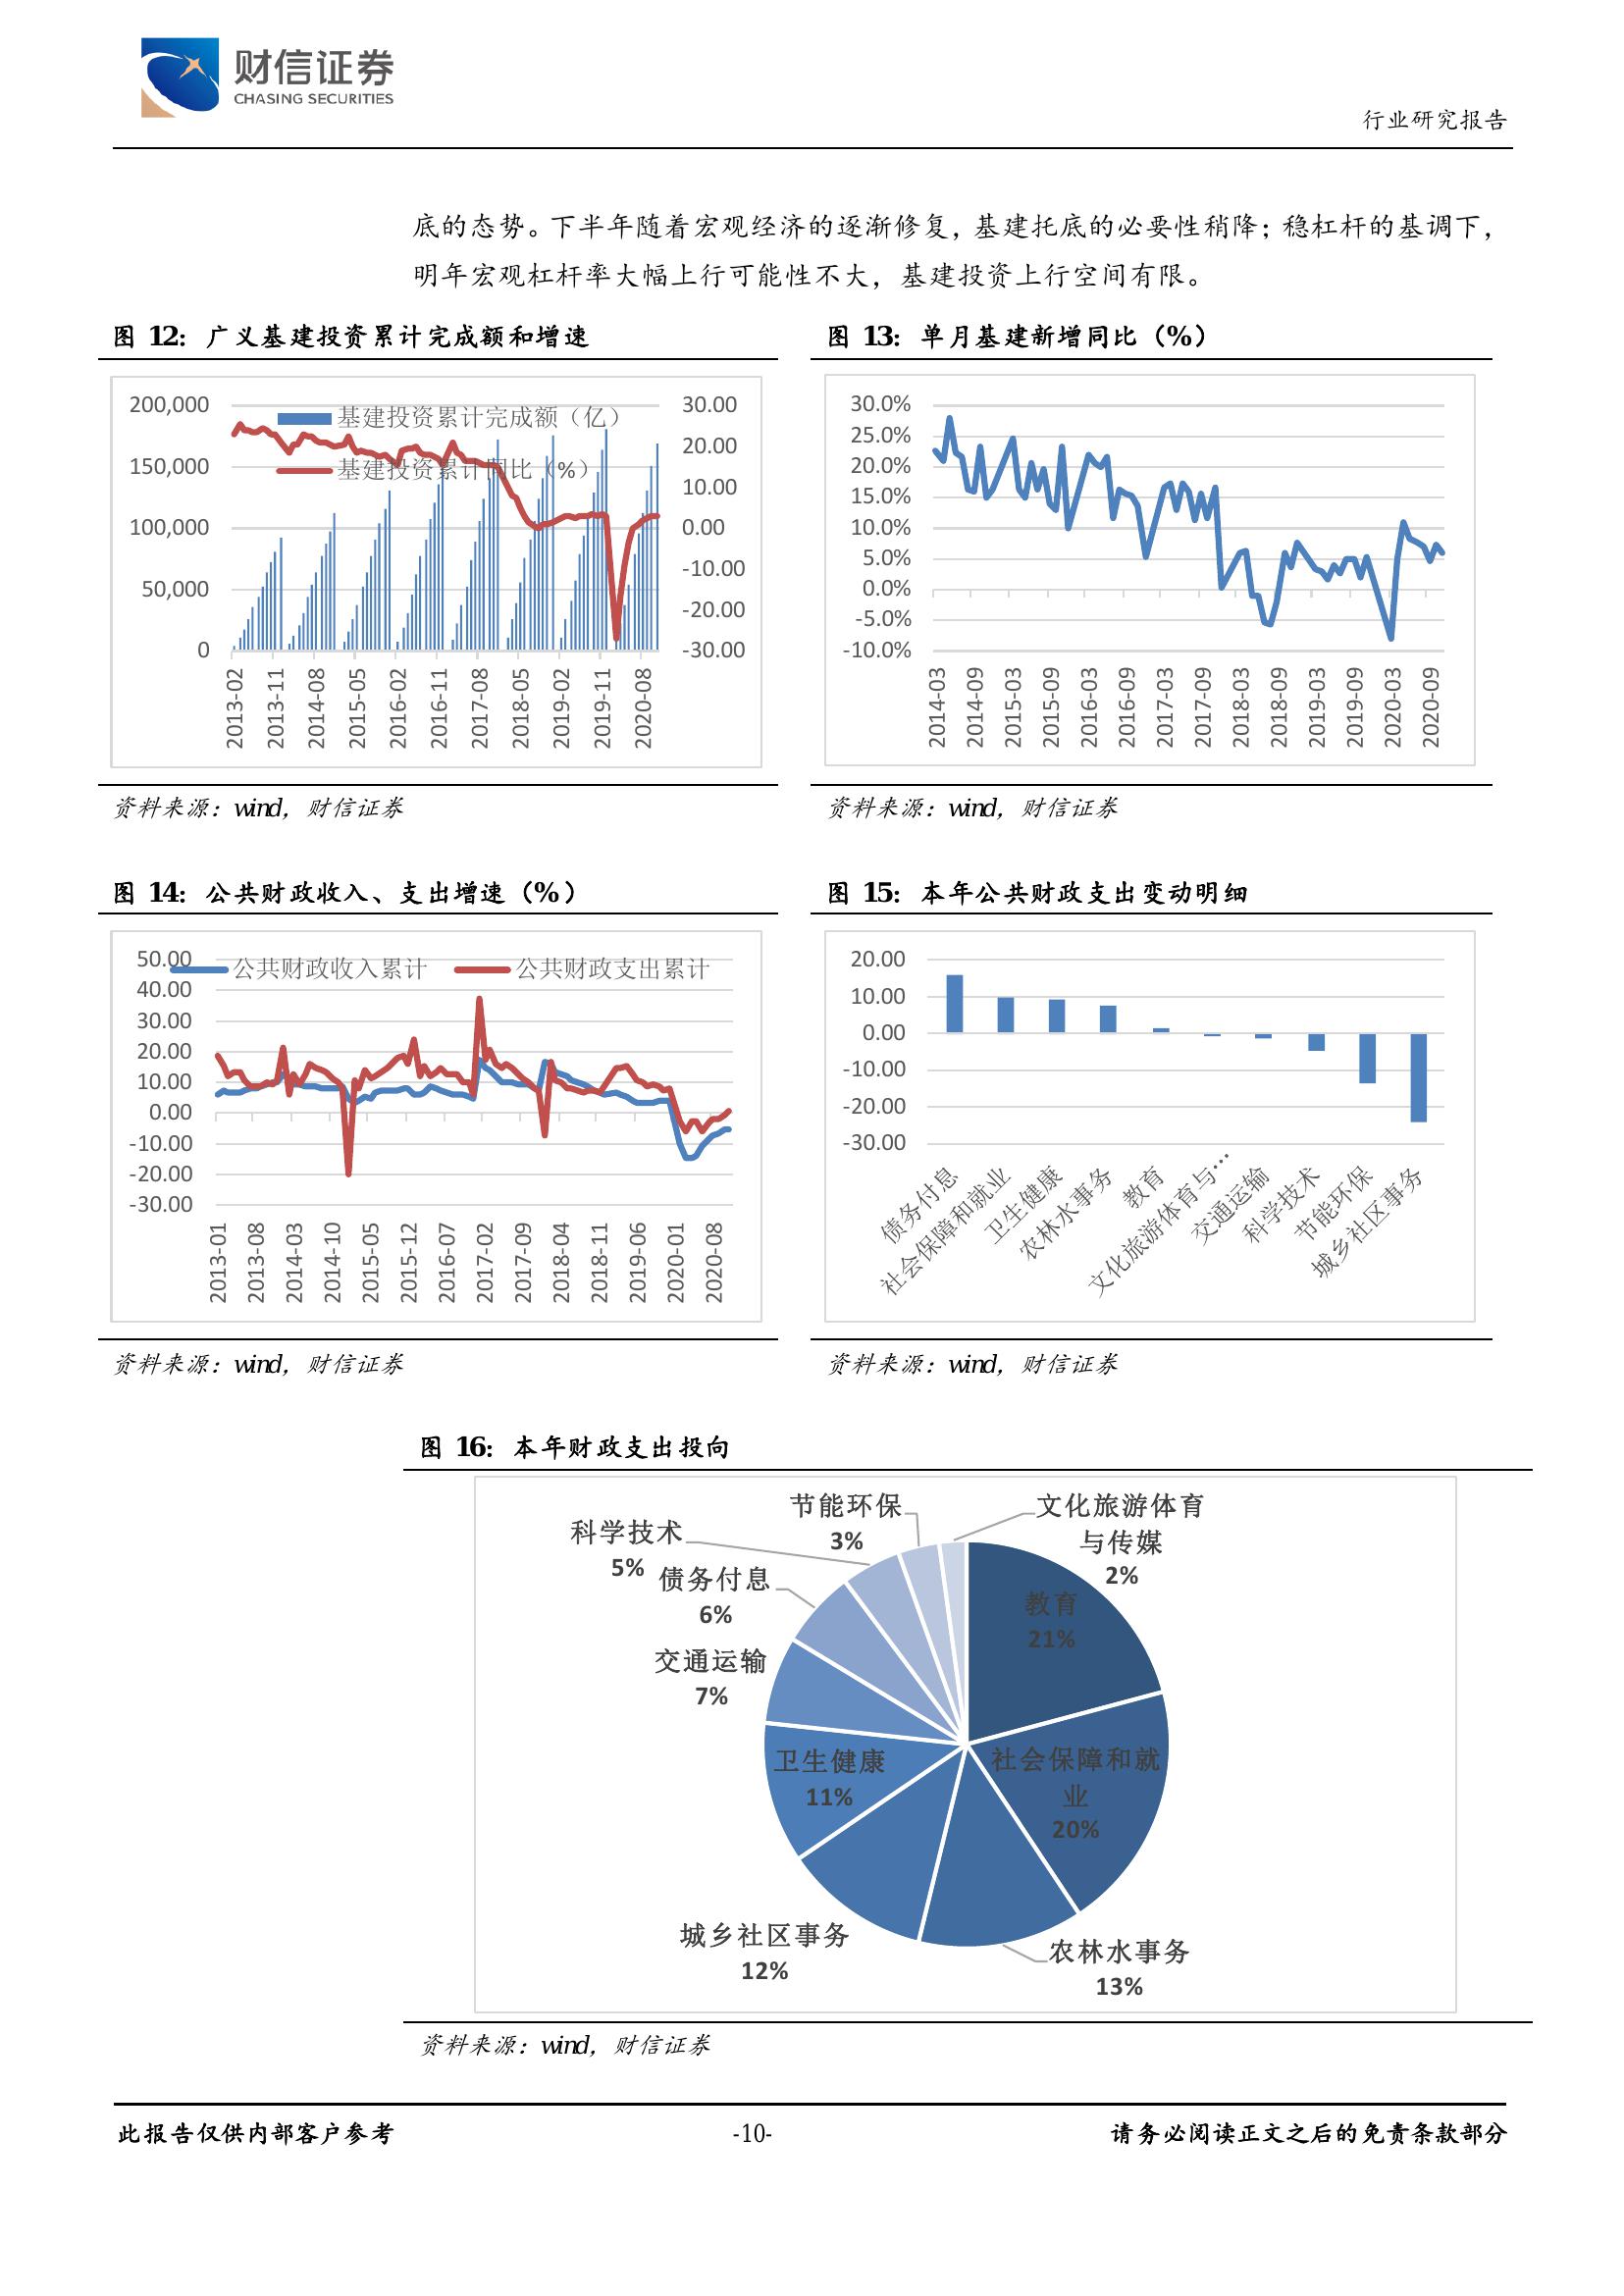 财信证券
CHASING SECURITIES
行业研究报告
底的态势。下半年随着宏观经济的逐渐修复，基建托底的必要性稍降；稳杠杆的基调下，
明年宏观杠杆率大幅上行可能性不大，基建投资上行空间有限。
图 12：广义基建投资累计完成额和增速
200,000
150,000
100,000
50,000
0
基建投资累计完成额（亿）
基建投资累计同比（%）
30.00
20.00
10.00
0.00
-10.00
-20.00
-30.00
2013-02
2013-11
2014-08
2015-05
2016-02
2016-11
2017-08
2018-05
2019-02
2019-11
2020-08
资料来源：wind，财信证券
图 13：单月基建新增同比（%）
30.0%
25.0%
20.0%
15.0%
10.0%
5.0%
0.0%
-5.0%
-10.0%
2014-03
2014-09
2015-03
2015-09
2016-03
2016-09
2017-03
2017-09
2018-03
2018-09
2019-03
2019-09
2020-03
2020-09
资料来源：wind，财信证券
图 14：公共财政收入、支出增速（%）
50.00
40.00
30.00
20.00
10.00
0.00
-10.00
-20.00
-30.00
公共财政收入累计
公共财政支出累计
2013-01
2013-08
2014-03
2014-10
2015-05
2015-12
2016-07
2017-02
2017-09
2018-04
2018-11
2019-06
2020-01
2020-08
资料来源：wind，财信证券
图 15：本年公共财政支出变动明细
20.00
10.00
0.00
-10.00
-20.00
-30.00
债务付息
社会保障和就业
卫生健康
农林水事务
教育
文化旅游体育与…
交通运输
科学技术
节能环保
城乡社区事务
资料来源：wind，财信证券
图 16：本年财政支出投向
节能环保
3%
文化旅游体育
与传媒
2%
科学技术
5%
债务付息
6%
教育
21%
交通运输
7%
卫生健康
11%
社会保障和就
业
20%
城乡社区事务
12%
农林水事务
13%
资料来源：wind，财信证券
此报告仅供内部客户参考
-10-
请务必阅读正文之后的免责条款部分